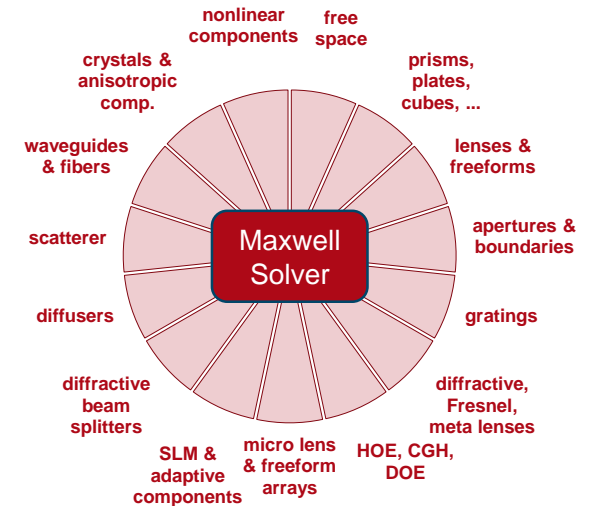 nonlinear
components
free
space
prisms,
plates,
cubes, ...
lenses &
freeforms
apertures &
boundaries
gratings
diffractive,
Fresnel,
meta lenses
HOE, CGH,
DOE
micro lens
& freeform
arrays
SLM &
adaptive
components
diffractive
beam
splitters
diffusers
scatterer
waveguides
& fibers
crystals &
anisotropic
comp.
Maxwell
Solver